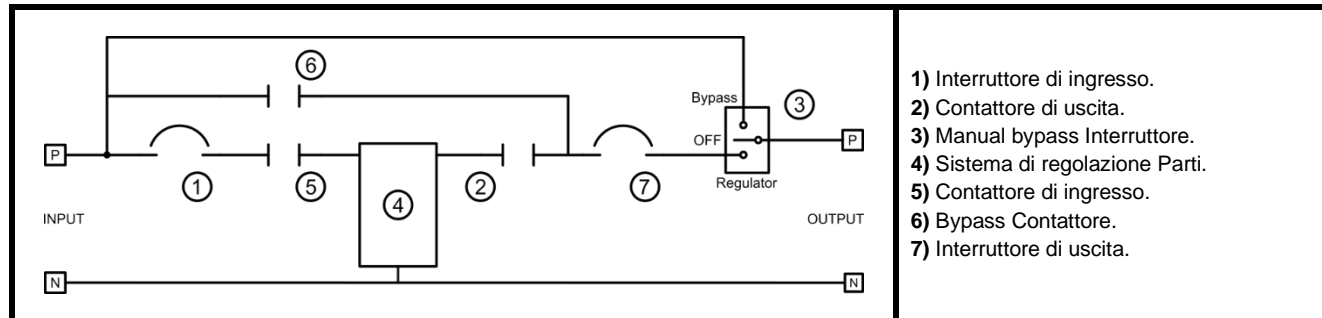 6
Bypass
3
P
OFF
P
1
5
2
7
Regulator
4
INPUT
OUTPUT
N
N
1) Interruttore di ingresso.
2) Contattore di uscita.
3) Manual bypass Interruttore.
4) Sistema di regolazione Parti.
5) Contattore di ingresso.
6) Bypass Contattore.
7) Interruttore di uscita.